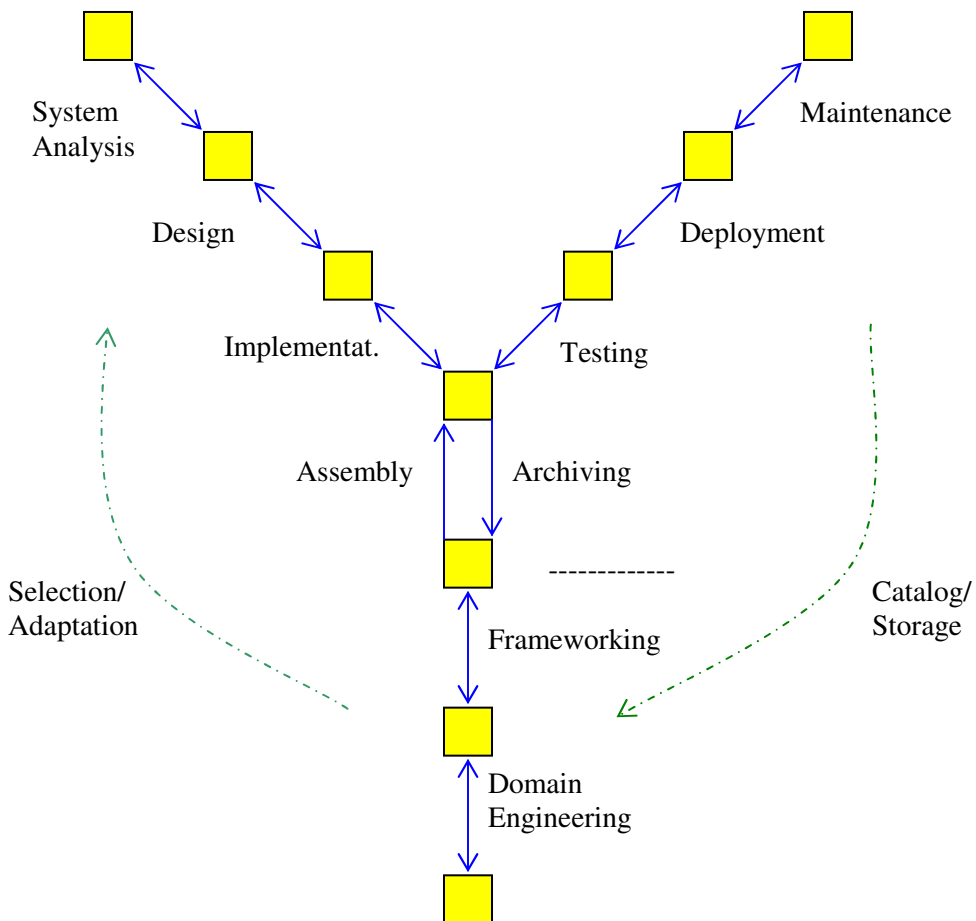 System
Analysis
Maintenance
Design
Deployment
Implementat.
Testing
Assembly
Archiving
-------------
Selection/
Adaptation
Catalog/
Storage
Frameworking
Domain
Engineering